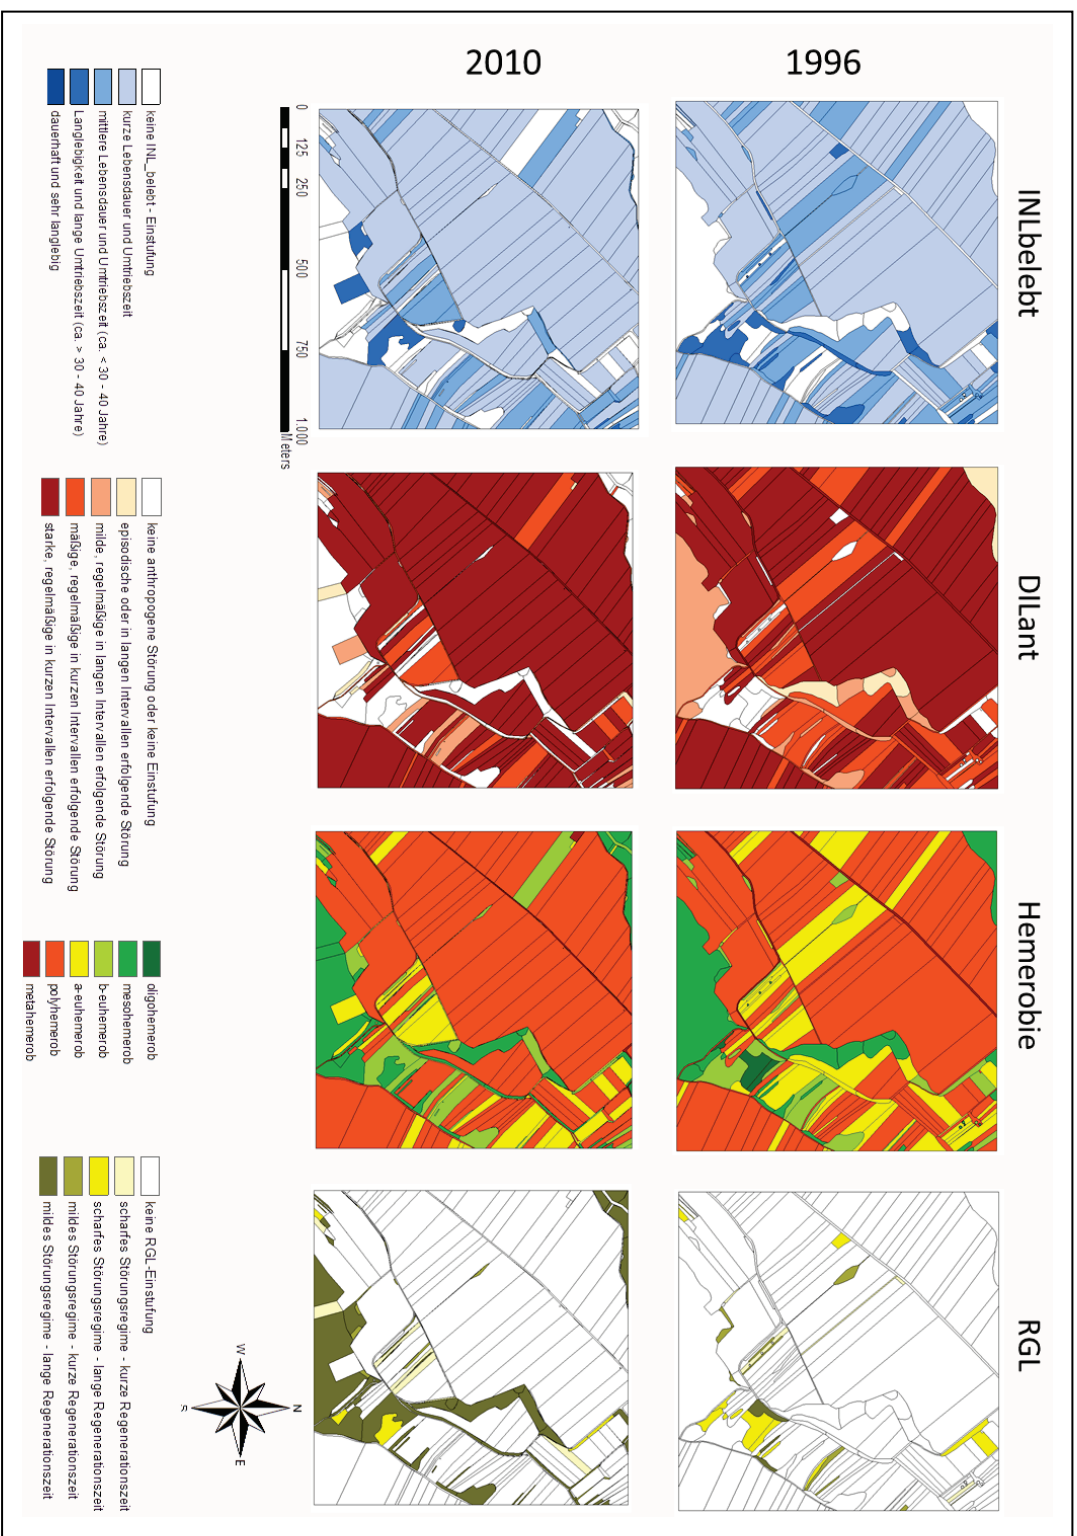 2010
1996
INLbelebt
DILant
Hemerobie
RGL
0 125 250 500 750 1.000
Meters
keine INL_belebt - Einstufung
kurze Lebensdauer und Umtriebszeit
mittlere Lebensdauer und Umtriebszeit (ca. < 30 - 40 Jahre)
Langlebigkeit und lange Umtriebszeit (ca. > 30 - 40 Jahre)
dauerhaft und sehr langlebig
keine anthropogene Störung oder keine Einstufung
episodische oder in langen Intervallen erfolgende Störung
milde, regelmäßige in langen Intervallen erfolgende Störung
mäßige, regelmäßige in kurzen Intervallen erfolgende Störung
starke, regelmäßige in kurzen Intervallen erfolgende Störung
oligohemerob
mesohemerob
b-euhemerob
a-euhemerob
polyhemerob
metahemerob
keine RGL-Einstufung
scharfes Störungsregime - kurze Regenerationszeit
scharfes Störungsregime - lange Regenerationszeit
mildes Störungsregime - kurze Regenerationszeit
mildes Störungsregime - lange Regenerationszeit
N
W
E
S